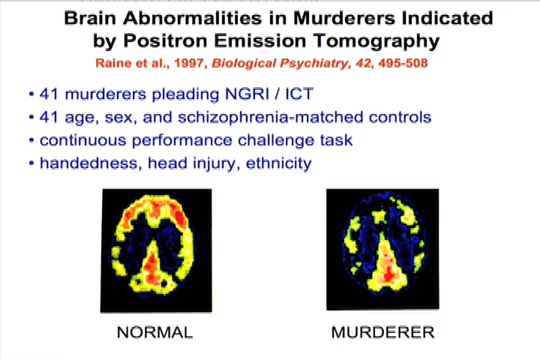 Brain Abnormalities in Murderers Indicated
by Positron Emission Tomography
Raine et al., 1997, Biological Psychiatry, 42, 495-508
• 41 murderers pleading NGRI / ICT
• 41 age, sex, and schizophrenia-matched controls
• continuous performance challenge task
• handedness, head injury, ethnicity
NORMAL
MURDERER